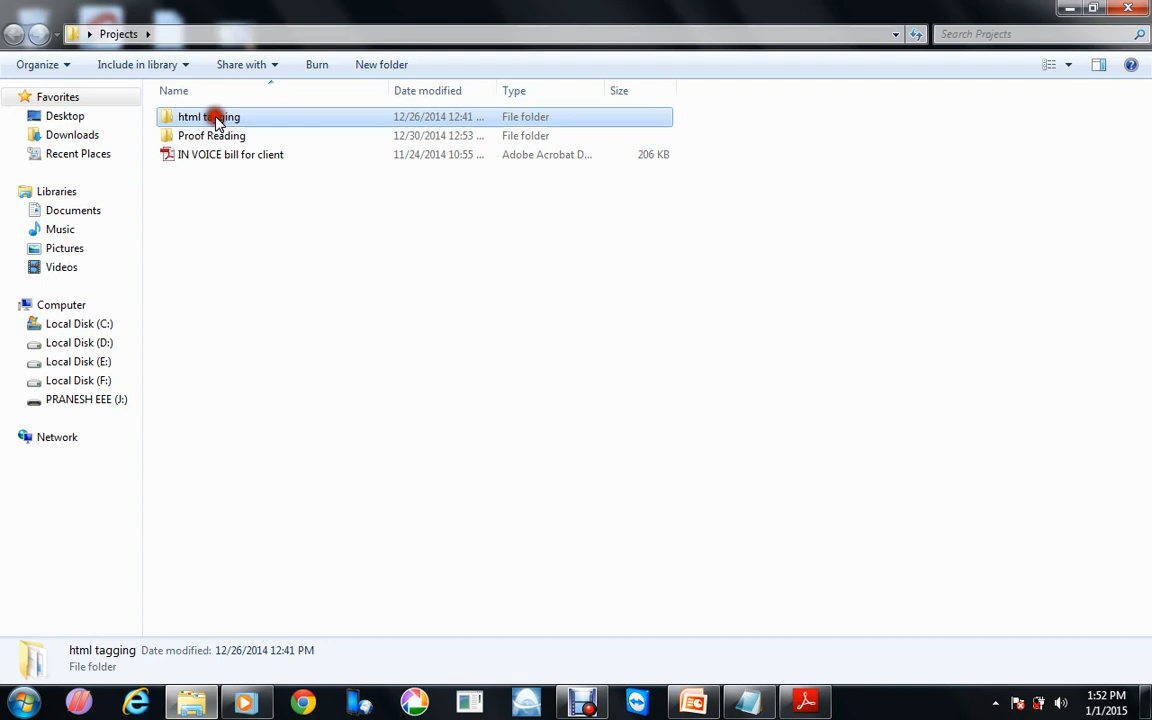 Projects
Search Projects
Organize
Include in library
Share with
Burn
New folder
Favorites
Desktop
Downloads
Recent Places
Libraries
Documents
Music
Pictures
Videos
Computer
Local Disk (C:)
Local Disk (D:)
Local Disk (E:)
Local Disk (F:)
PRANESH EEE (J:)
Network
Name Date modified Type Size
html tagging 12/26/2014 12:41 ... File folder
Proof Reading 12/30/2014 12:53 ... File folder
IN VOICE bill for client 11/24/2014 10:55 ... Adobe Acrobat D... 206 KB
html tagging Date modified: 12/26/2014 12:41 PM
File folder
1:52 PM
1/1/2015